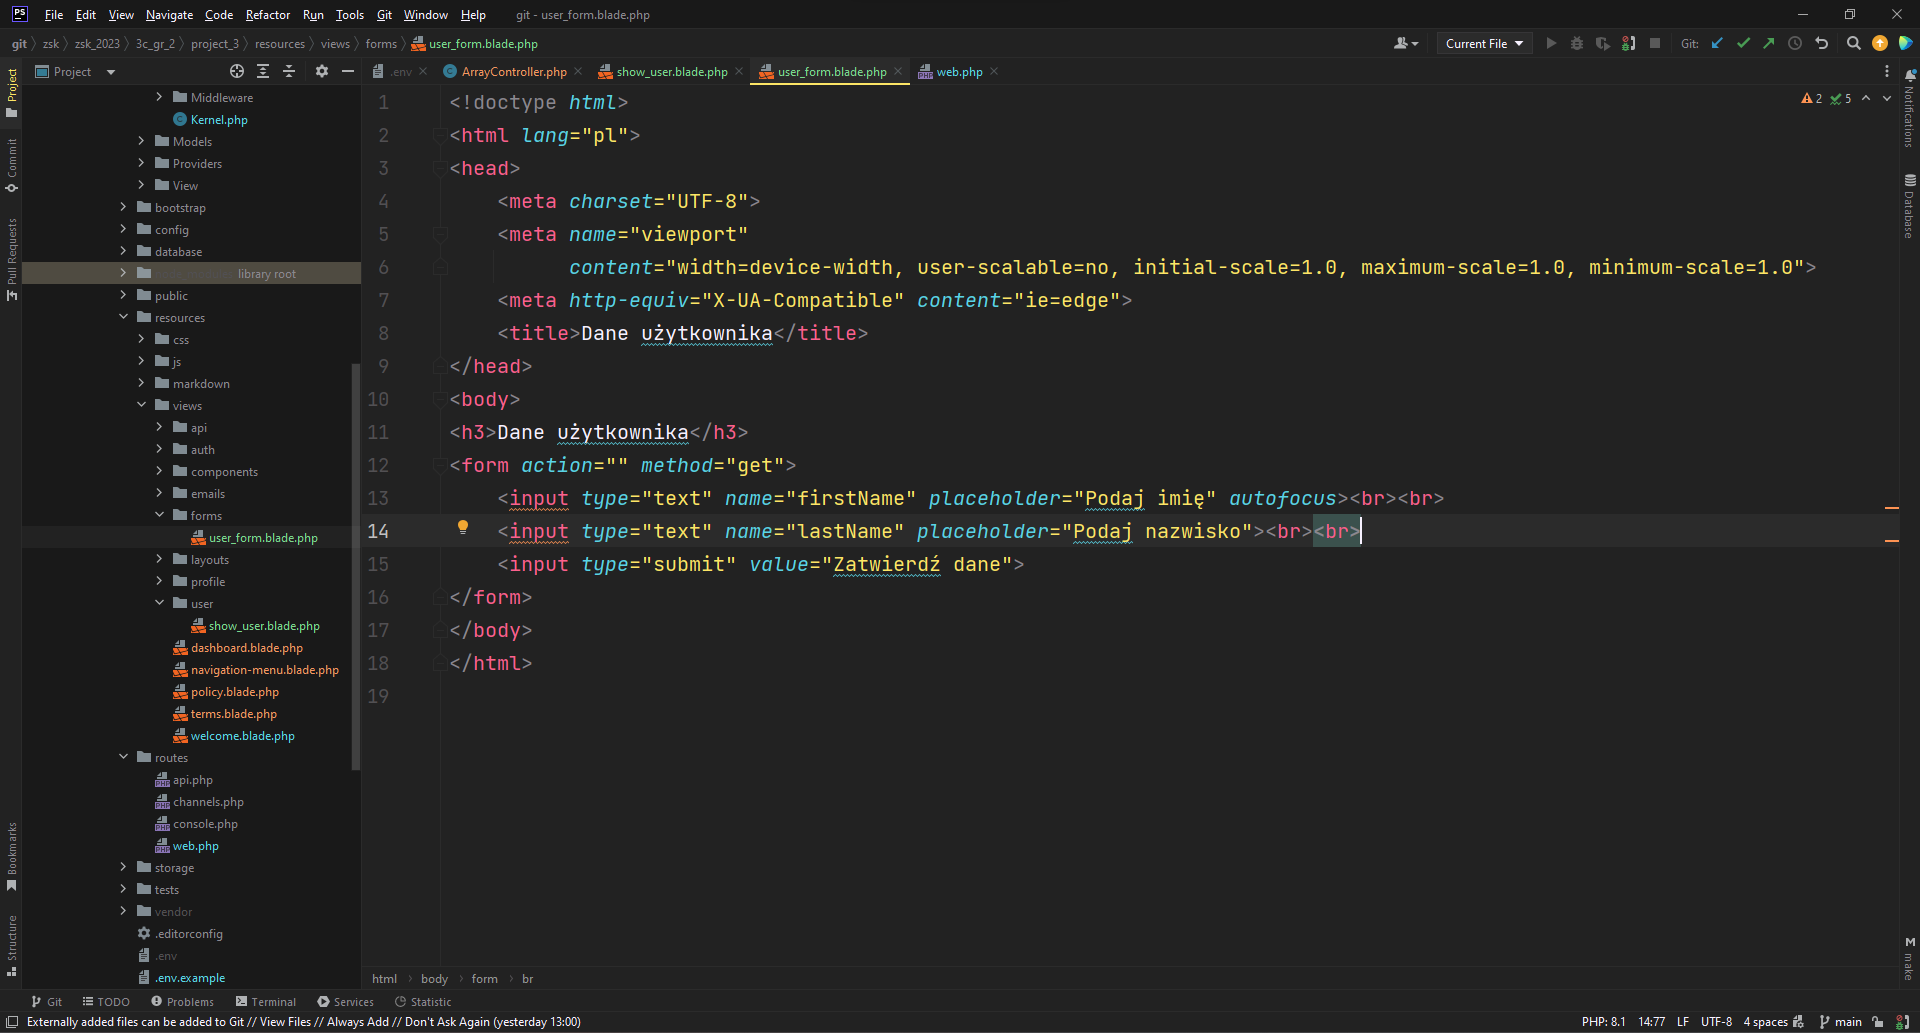 PS File Edit View Navigate Code Refactor Run Tools Git Window Help git - user_form.blade.php
git zsk zsk_2023 3c_gr_2 project_3 resources views forms user_form.blade.php Current File Git:
Project .env ArrayController.php show_user.blade.php user_form.blade.php web.php
Project
Commit
Pull Requests
Bookmarks
Structure
Middleware
Kernel.php
Models
Providers
View
bootstrap
config
database
library root
public
resources
css
js
markdown
views
api
auth
components
emails
forms
user_form.blade.php
layouts
profile
user
show_user.blade.php
dashboard.blade.php
navigation-menu.blade.php
policy.blade.php
terms.blade.php
welcome.blade.php
routes
api.php
channels.php
console.php
web.php
storage
tests
vendor
.editorconfig
.env
.env.example
2 5
1 <!doctype html>
2 <html lang="pl">
3 <head>
4 <meta charset="UTF-8">
5 <meta name="viewport"
6 content="width=device-width, user-scalable=no, initial-scale=1.0, maximum-scale=1.0, minimum-scale=1.0">
7 <meta http-equiv="X-UA-Compatible" content="ie=edge">
8 <title>Dane użytkownika</title>
9 </head>
10 <body>
11 <h3>Dane użytkownika</h3>
12 <form action="" method="get">
13 <input type="text" name="firstName" placeholder="Podaj imię" autofocus><br><br>
14 <input type="text" name="lastName" placeholder="Podaj nazwisko"><br><br>
15 <input type="submit" value="Zatwierdź dane">
16 </form>
17 </body>
18 </html>
19
Notifications
Database
make
html body form br
Git TODO Problems Terminal Services Statistic
Externally added files can be added to Git // View Files // Always Add // Don't Ask Again (yesterday 13:00) PHP: 8.1 14:77 LF UTF-8 4 spaces main